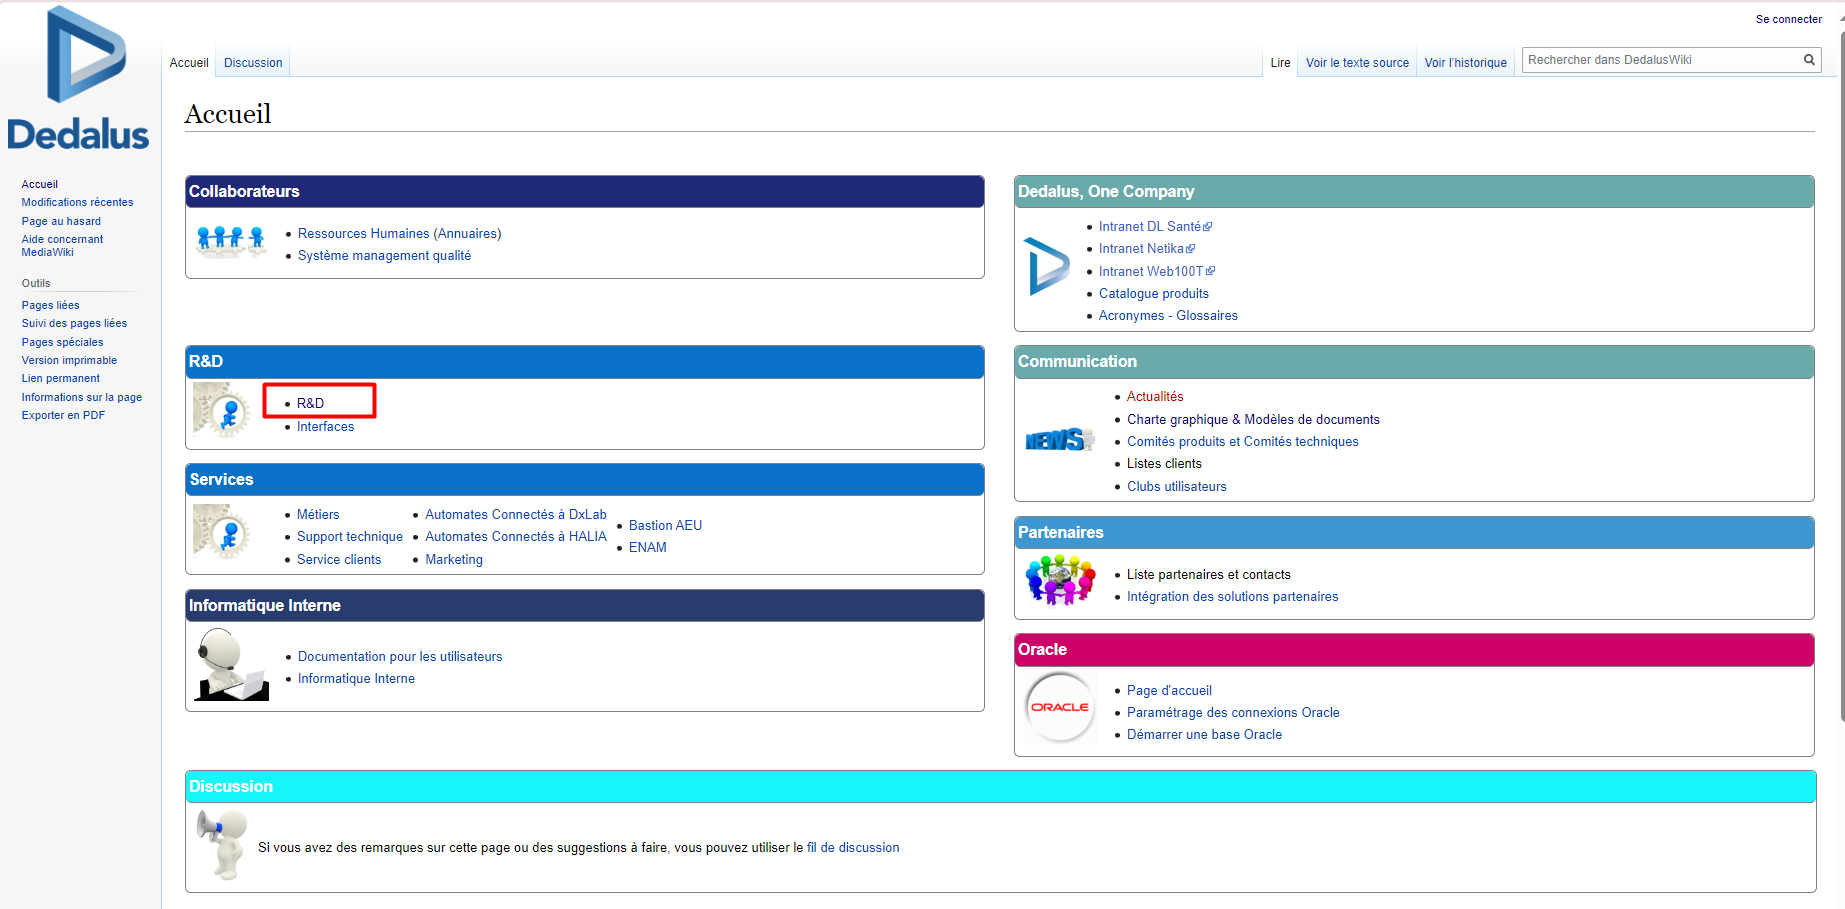 Se connecter
Dedalus
Accueil
Discussion
Lire
Voir le texte source
Voir l'historique
Rechercher dans DedalusWiki
Accueil
Accueil
Modifications récentes
Page au hasard
Aide concernant
MediaWiki
Outils
Pages liées
Suivi des pages liées
Pages spéciales
Version imprimable
Lien permanent
Informations sur la page
Exporter en PDF
Collaborateurs
Ressources Humaines (Annuaires)
Système management qualité
Dedalus, One Company
Intranet DL Santé
Intranet Netika
Intranet Web100T
Catalogue produits
Acronymes - Glossaires
R&D
R&D
Interfaces
Communication
NEWS
Actualités
Charte graphique & Modèles de documents
Comités produits et Comités techniques
Listes clients
Clubs utilisateurs
Services
Métiers
Support technique
Service clients
Automates Connectés à DxLab
Automates Connectés à HALIA
Marketing
Bastion AEU
ENAM
Partenaires
Liste partenaires et contacts
Intégration des solutions partenaires
Informatique Interne
Documentation pour les utilisateurs
Informatique Interne
Oracle
ORACLE
Page d'accueil
Paramétrage des connexions Oracle
Démarrer une base Oracle
Discussion
Si vous avez des remarques sur cette page ou des suggestions à faire, vous pouvez utiliser le fil de discussion